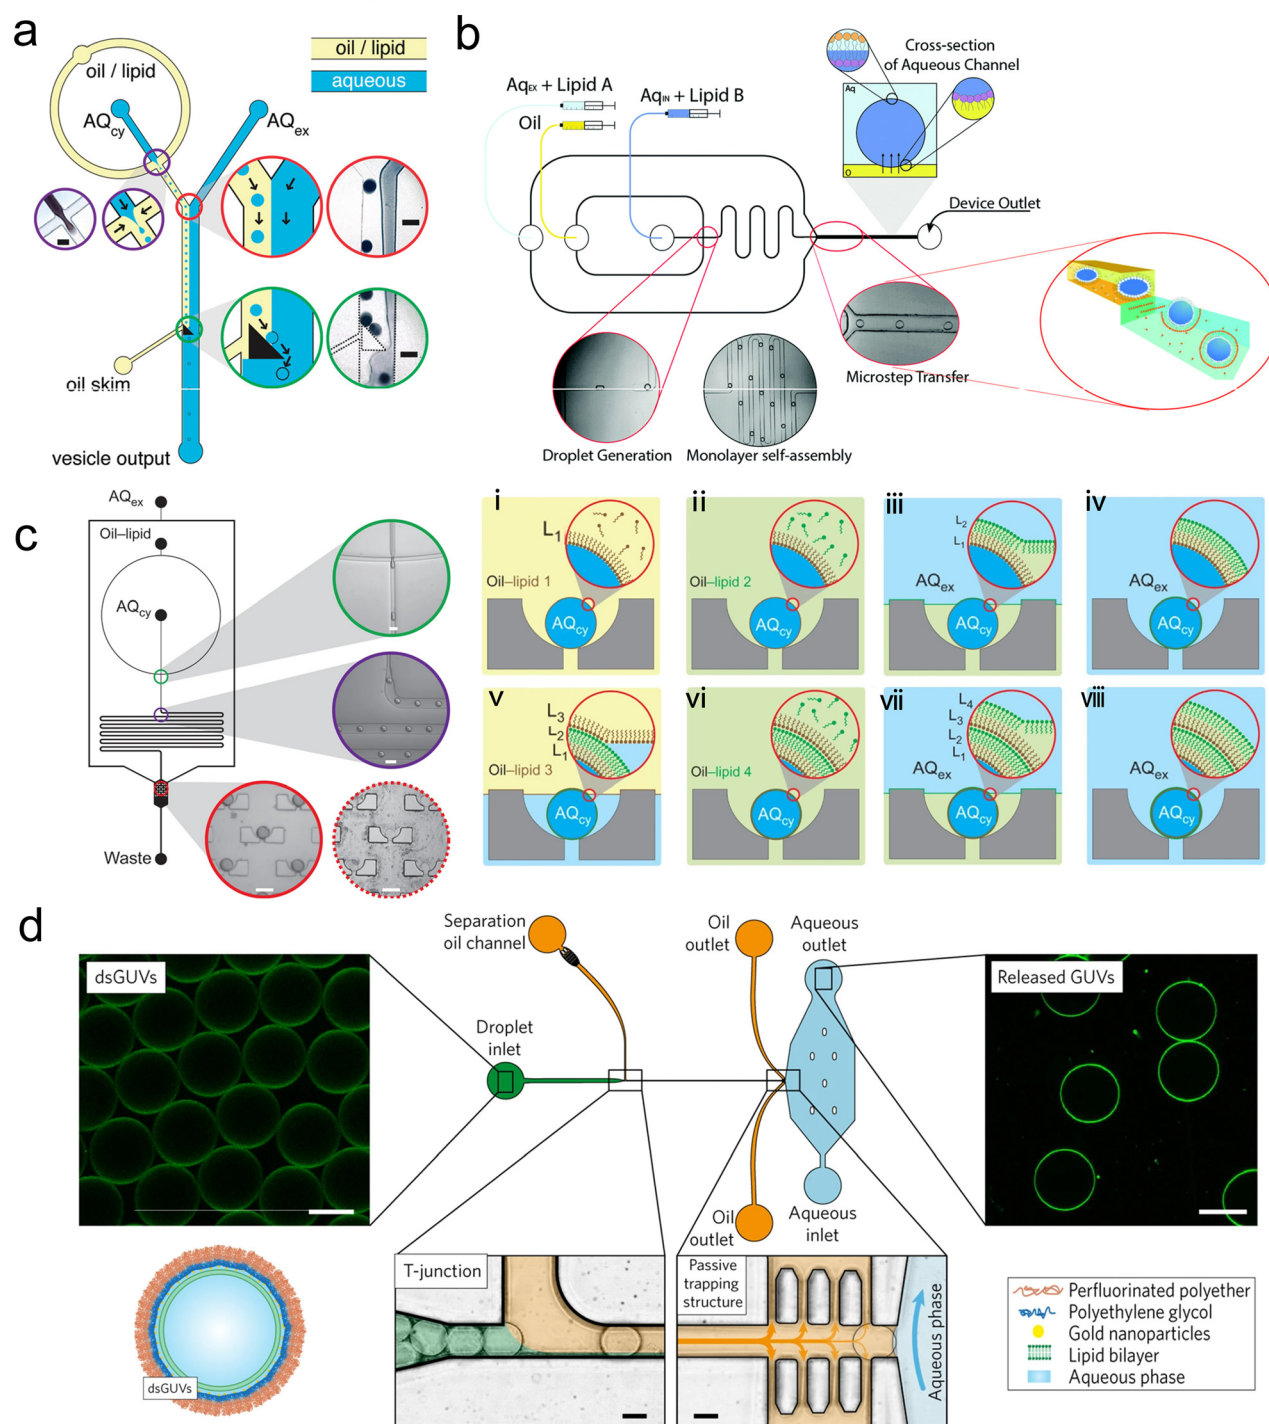 a
oil / lipid
aqueous
oil / lipid
AQcy
AQex
oil skim
vesicle output
b
AqEX + Lipid A
Oil
AqIN + Lipid B
Cross-section
of Aqueous Channel
Aq
O
Device Outlet
Droplet Generation
Monolayer self-assembly
Microstep Transfer
c
AQex
Oil–lipid
AQcy
Waste
i
L1
Oil–lipid 1
AQcy
ii
Oil–lipid 2
AQcy
iii
L2
L1
AQex
AQcy
iv
AQex
AQcy
v
L3
L2
L1
Oil–lipid 3
AQcy
vi
Oil–lipid 4
AQcy
vii
L4
L3
L2
L1
AQex
AQcy
viii
AQex
AQcy
d
dsGUVs
Separation
oil channel
Droplet
inlet
Oil
outlet
Aqueous
outlet
Released GUVs
Oil
outlet
Aqueous
inlet
T-junction
Passive
trapping
structure
Aqueous phase
dsGUVs
Perfluorinated polyether
Polyethylene glycol
Gold nanoparticles
Lipid bilayer
Aqueous phase